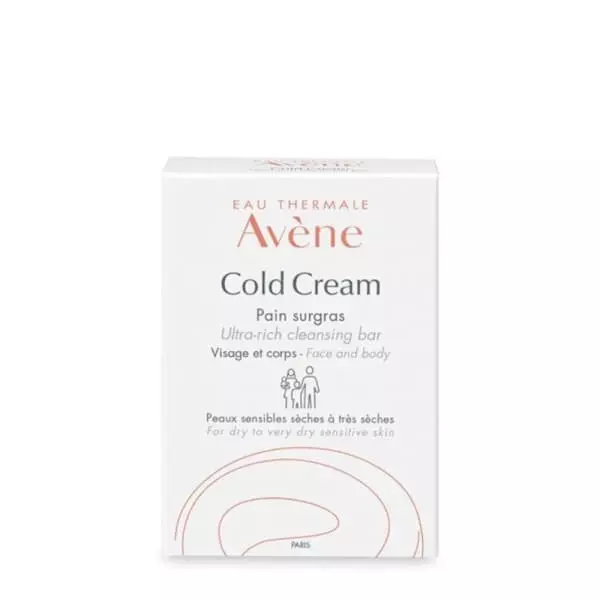 EAU THERMALE
Avène
Cold Cream
Pain surgras
Ultra-rich cleansing bar
Visage et corps - Face and body
Peaux sensibles sèches à très sèches
For dry to very dry sensitive skin
PARIS